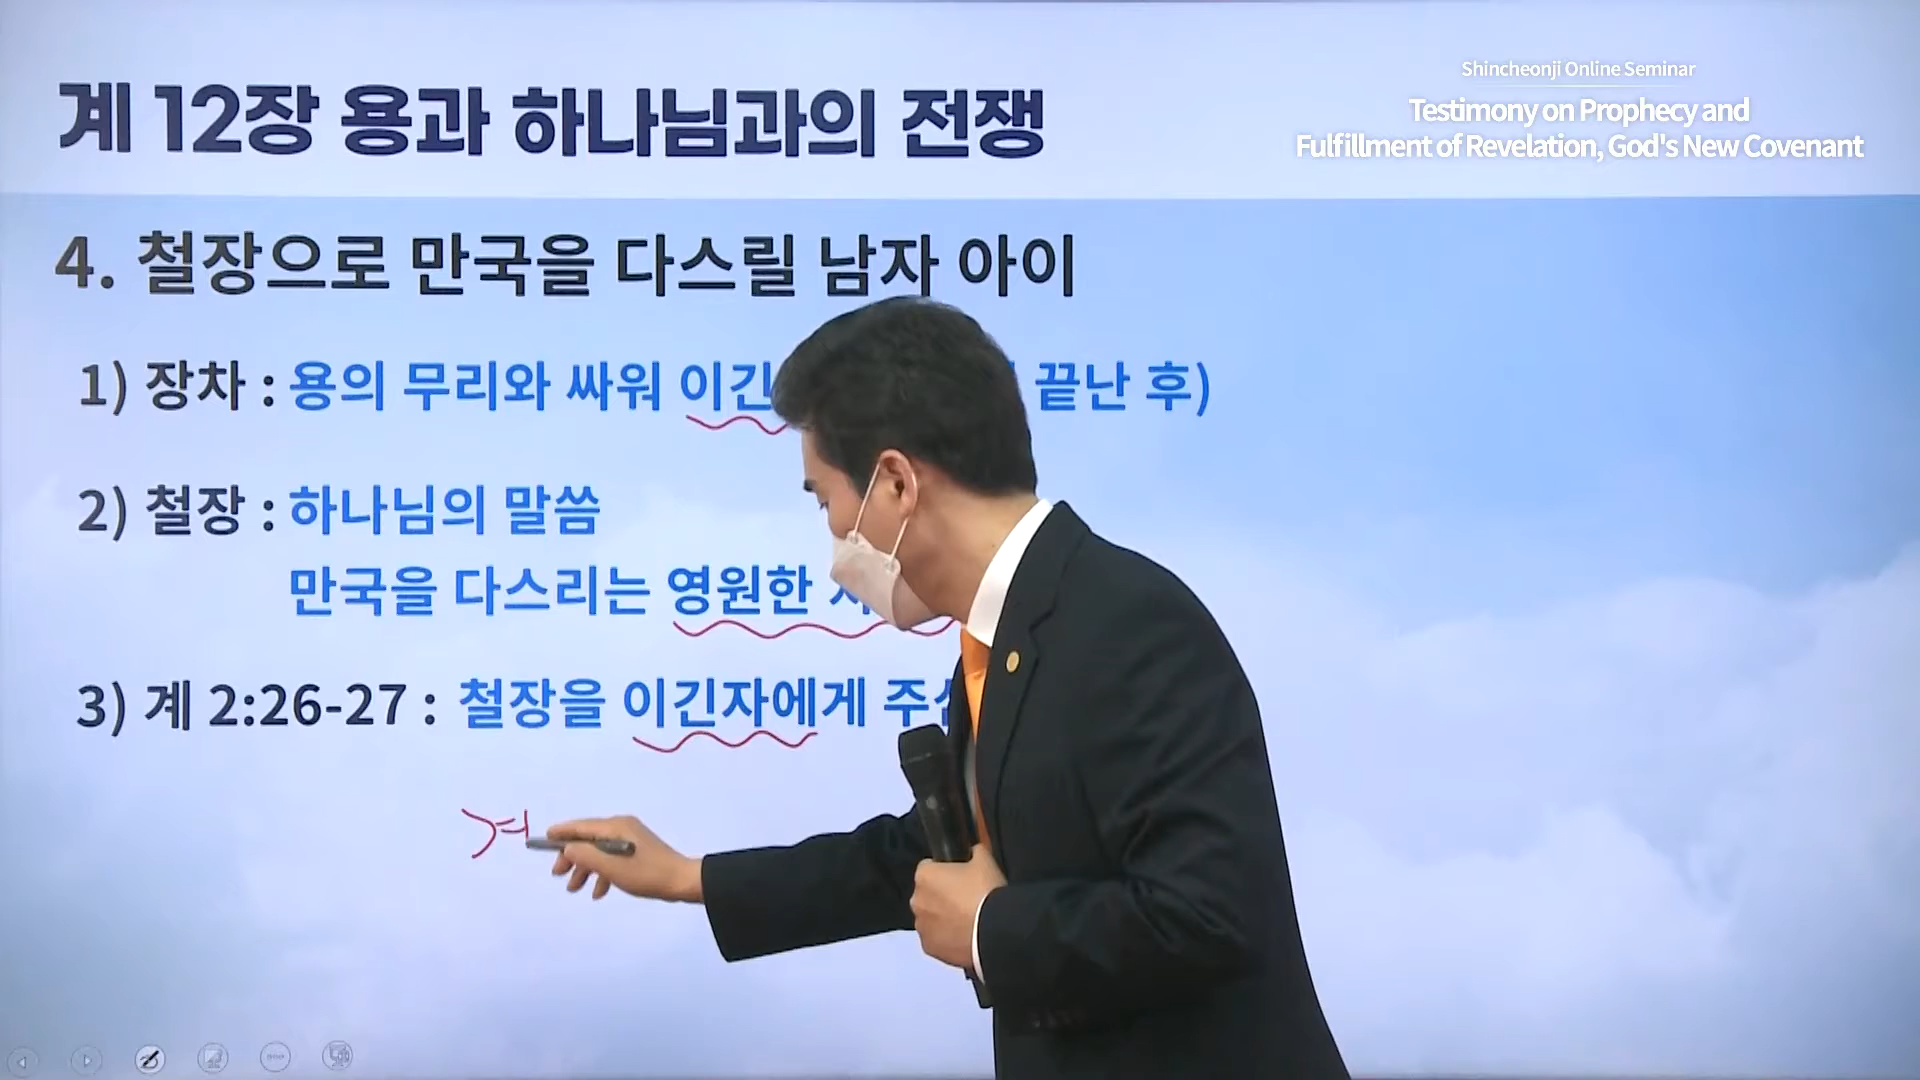 계 12장 용과 하나님과의 전쟁
Shincheonji Online Seminar
Testimony on Prophecy and
Fulfillment of Revelation, God's New Covenant
4. 철장으로 만국을 다스릴 남자 아이
1) 장차 : 용의 무리와 싸워 이긴 끝난 후)
2) 철장 : 하나님의 말씀
만국을 다스리는 영원한
3) 계 2:26-27 : 철장을 이긴자에게
계